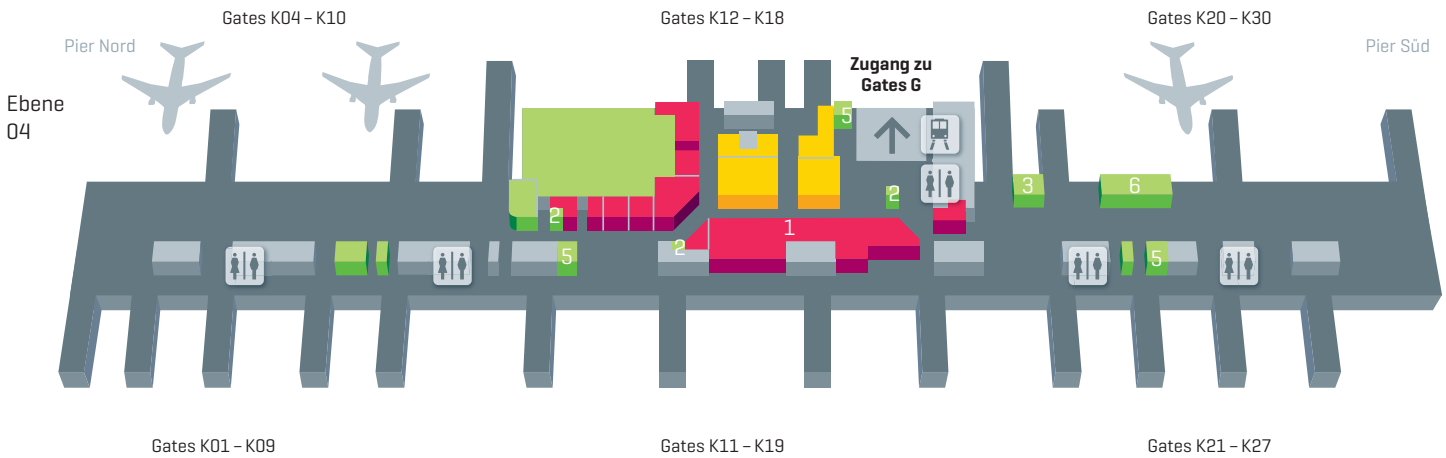 Gates K04 – K10
Gates K12 – K18
Gates K20 – K30
Pier Nord
Pier Süd
Zugang zu
Gates G
Ebene
04
5
2
3
6
2
1
2
5
5
Gates K01 – K09
Gates K11 – K19
Gates K21 – K27